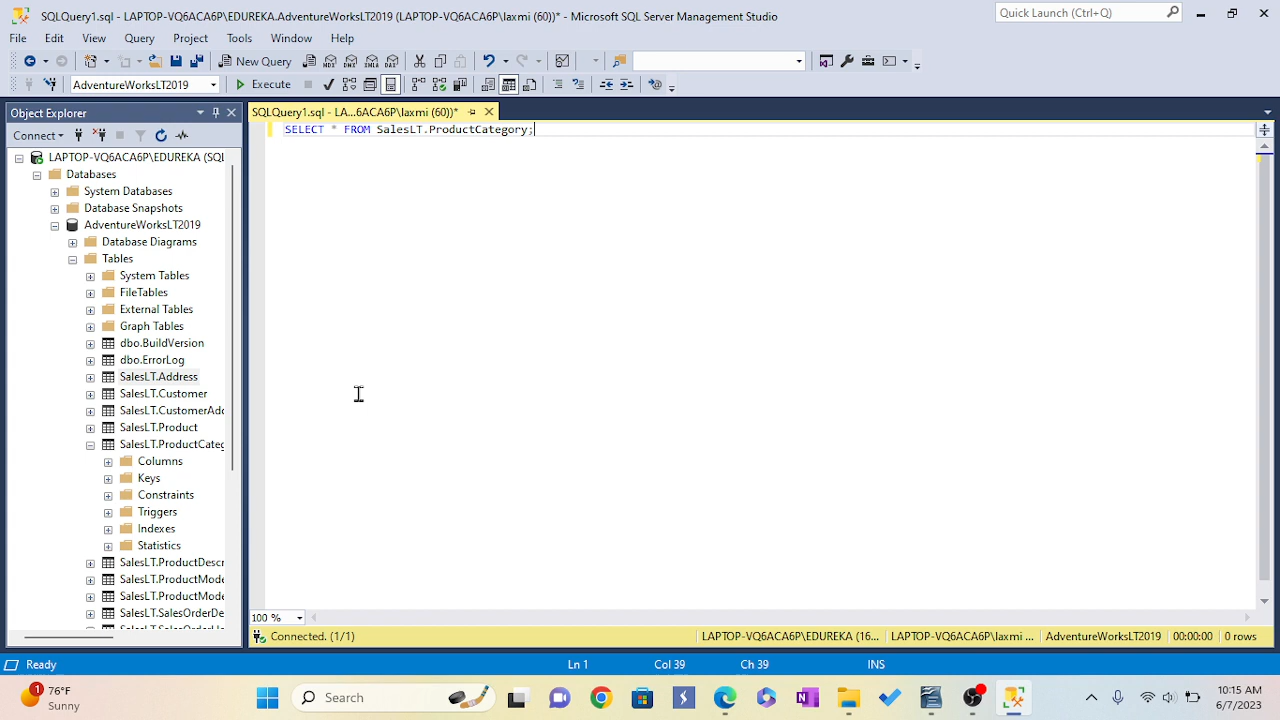 SQLQuery1.sql - LAPTOP-VQ6ACA6P\EDUREKA.AdventureWorksLT2019 (LAPTOP-VQ6ACA6P\laxmi (60))* - Microsoft SQL Server Management Studio
Quick Launch (Ctrl+Q)
File Edit View Query Project Tools Window Help
New Query
AdventureWorksLT2019
Execute
Object Explorer
SQLQuery1.sql - LA...6ACA6P\laxmi (60))*
Connect
SELECT * FROM SalesLT.ProductCategory;
LAPTOP-VQ6ACA6P\EDUREKA (SQL
Databases
System Databases
Database Snapshots
AdventureWorksLT2019
Database Diagrams
Tables
System Tables
FileTables
External Tables
Graph Tables
dbo.BuildVersion
dbo.ErrorLog
SalesLT.Address
SalesLT.Customer
SalesLT.CustomerAdd
SalesLT.Product
SalesLT.ProductCateg
Columns
Keys
Constraints
Triggers
Indexes
Statistics
SalesLT.ProductDescr
SalesLT.ProductMode
SalesLT.ProductMode
SalesLT.SalesOrderDe
100 %
Connected. (1/1)
LAPTOP-VQ6ACA6P\EDUREKA (16...
LAPTOP-VQ6ACA6P\laxmi ...
AdventureWorksLT2019
00:00:00
0 rows
Ready
Ln 1
Col 39
Ch 39
INS
1
76°F
Sunny
Search
10:15 AM
6/7/2023